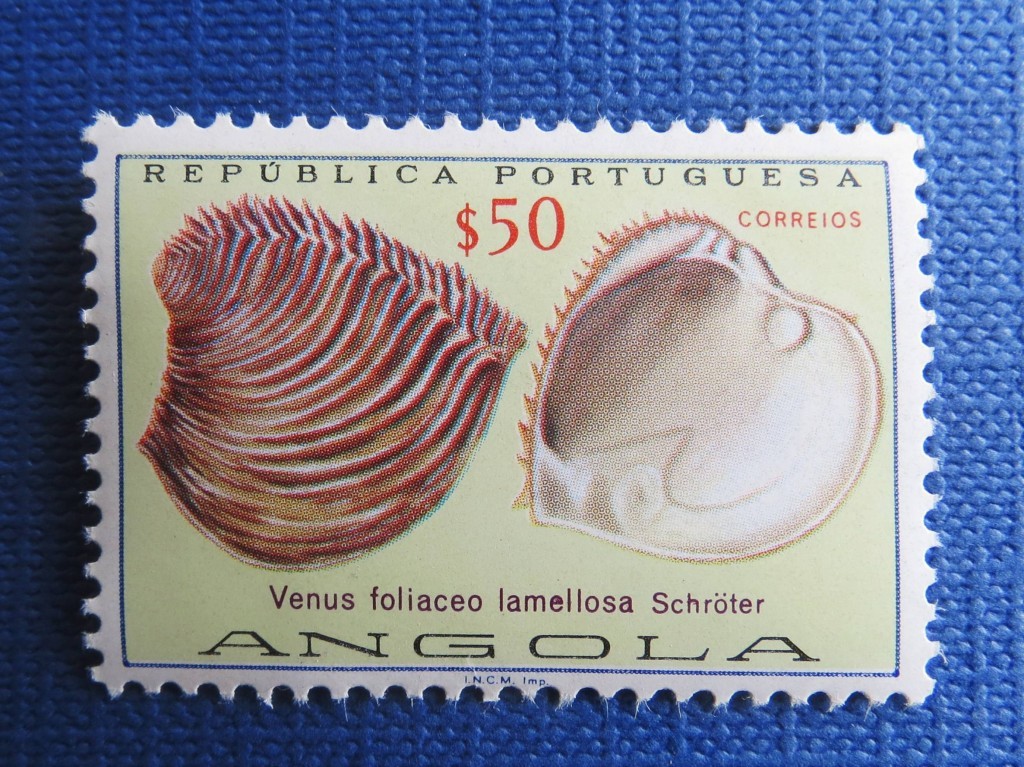 REPÚBLICA PORTUGUESA
$50
CORREIOS
Venus foliaceo lamellosa Schröter
ANGOLA
I.N.C.M. Imp.